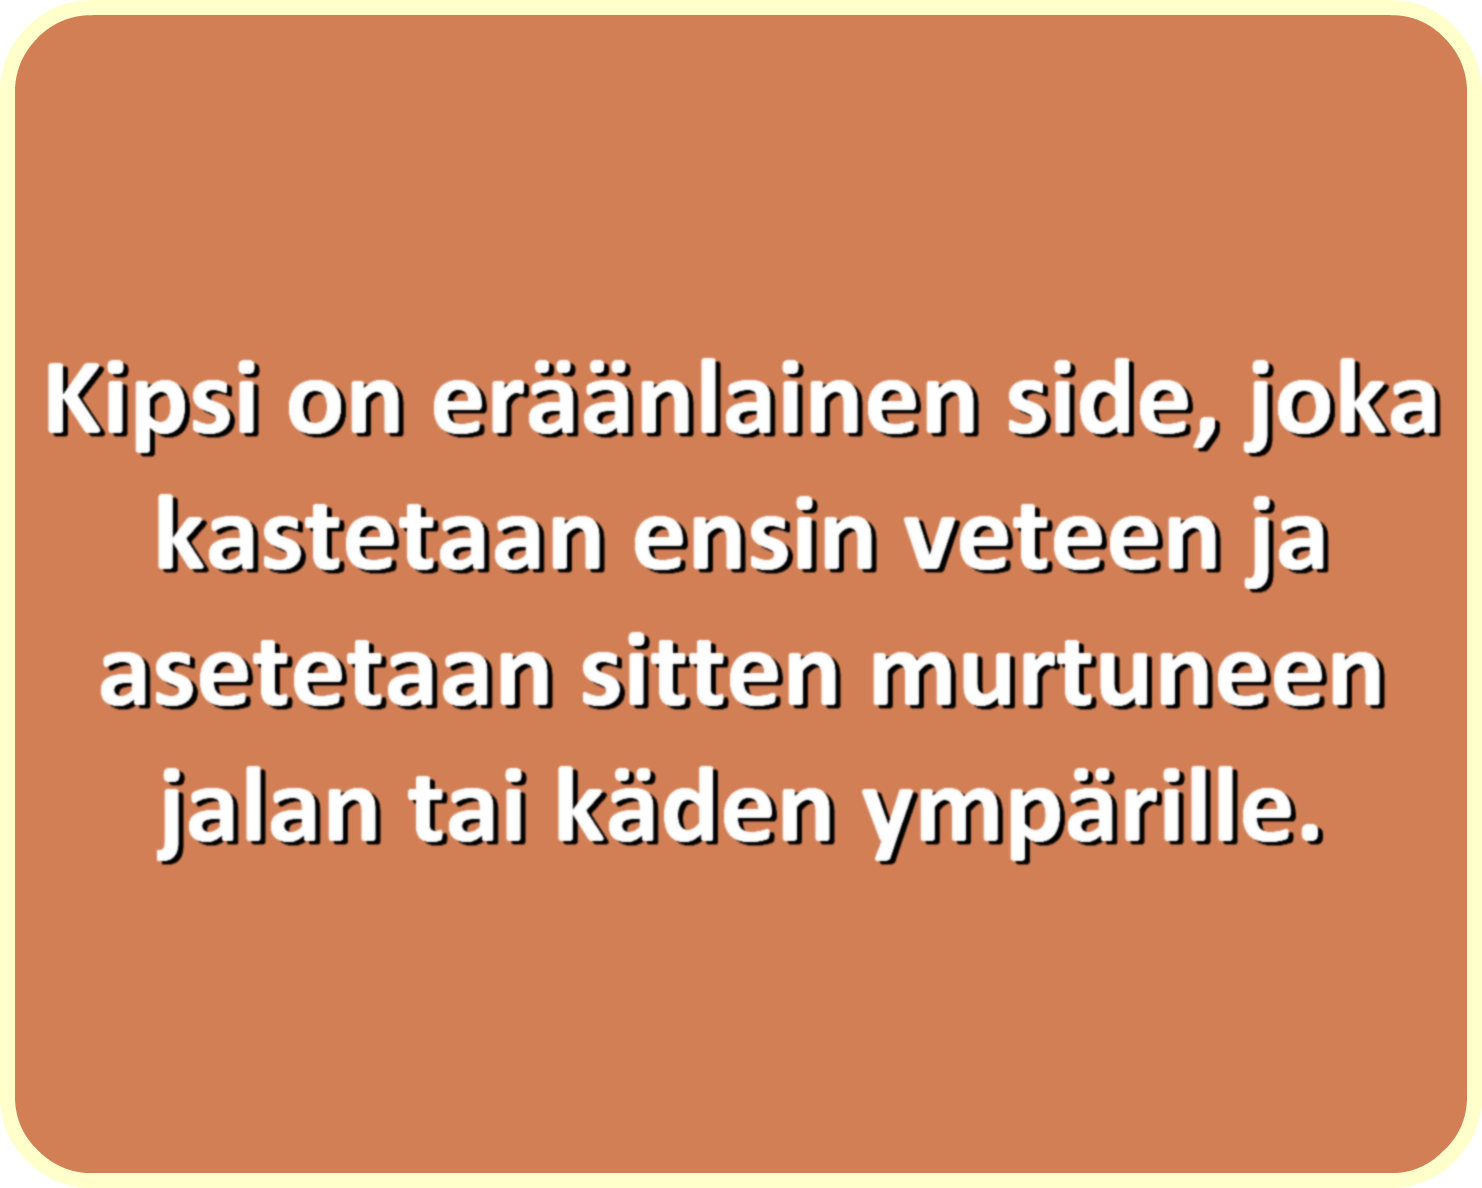 Kipsi on eräänlainen side, joka
kastetaan ensin veteen ja
asetetaan sitten murtuneen
jalan tai käden ympärille.